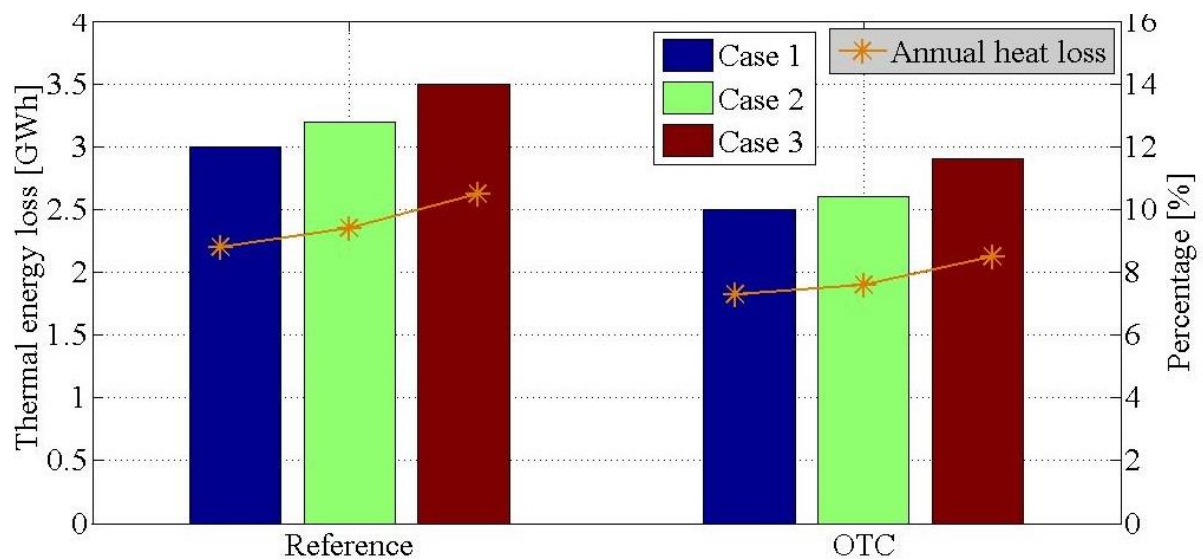 Thermal energy loss [GWh]
4
3.5
3
2.5
2
1.5
1
0.5
0
Case 1
Case 2
Case 3
Annual heat loss
16
14
12
10
8
6
4
2
0
Percentage [%]
Reference
OTC